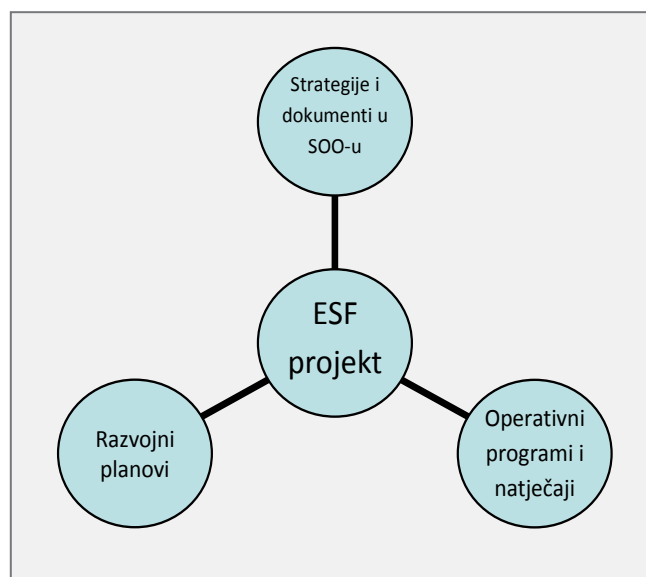 Strategije i
dokumenti u
SOO-u
ESF
projekt
Razvojni
planovi
Operativni
programi i
natječaji